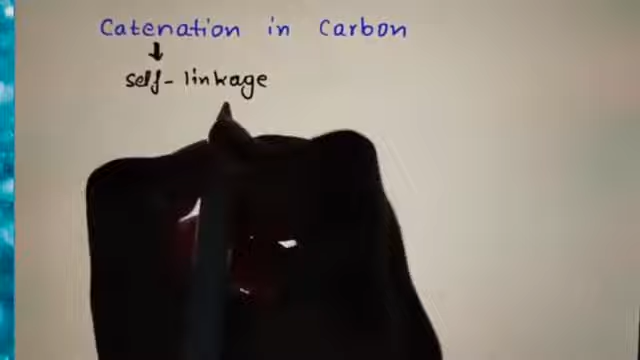 Catenation in Carbon
↓
self-linkage